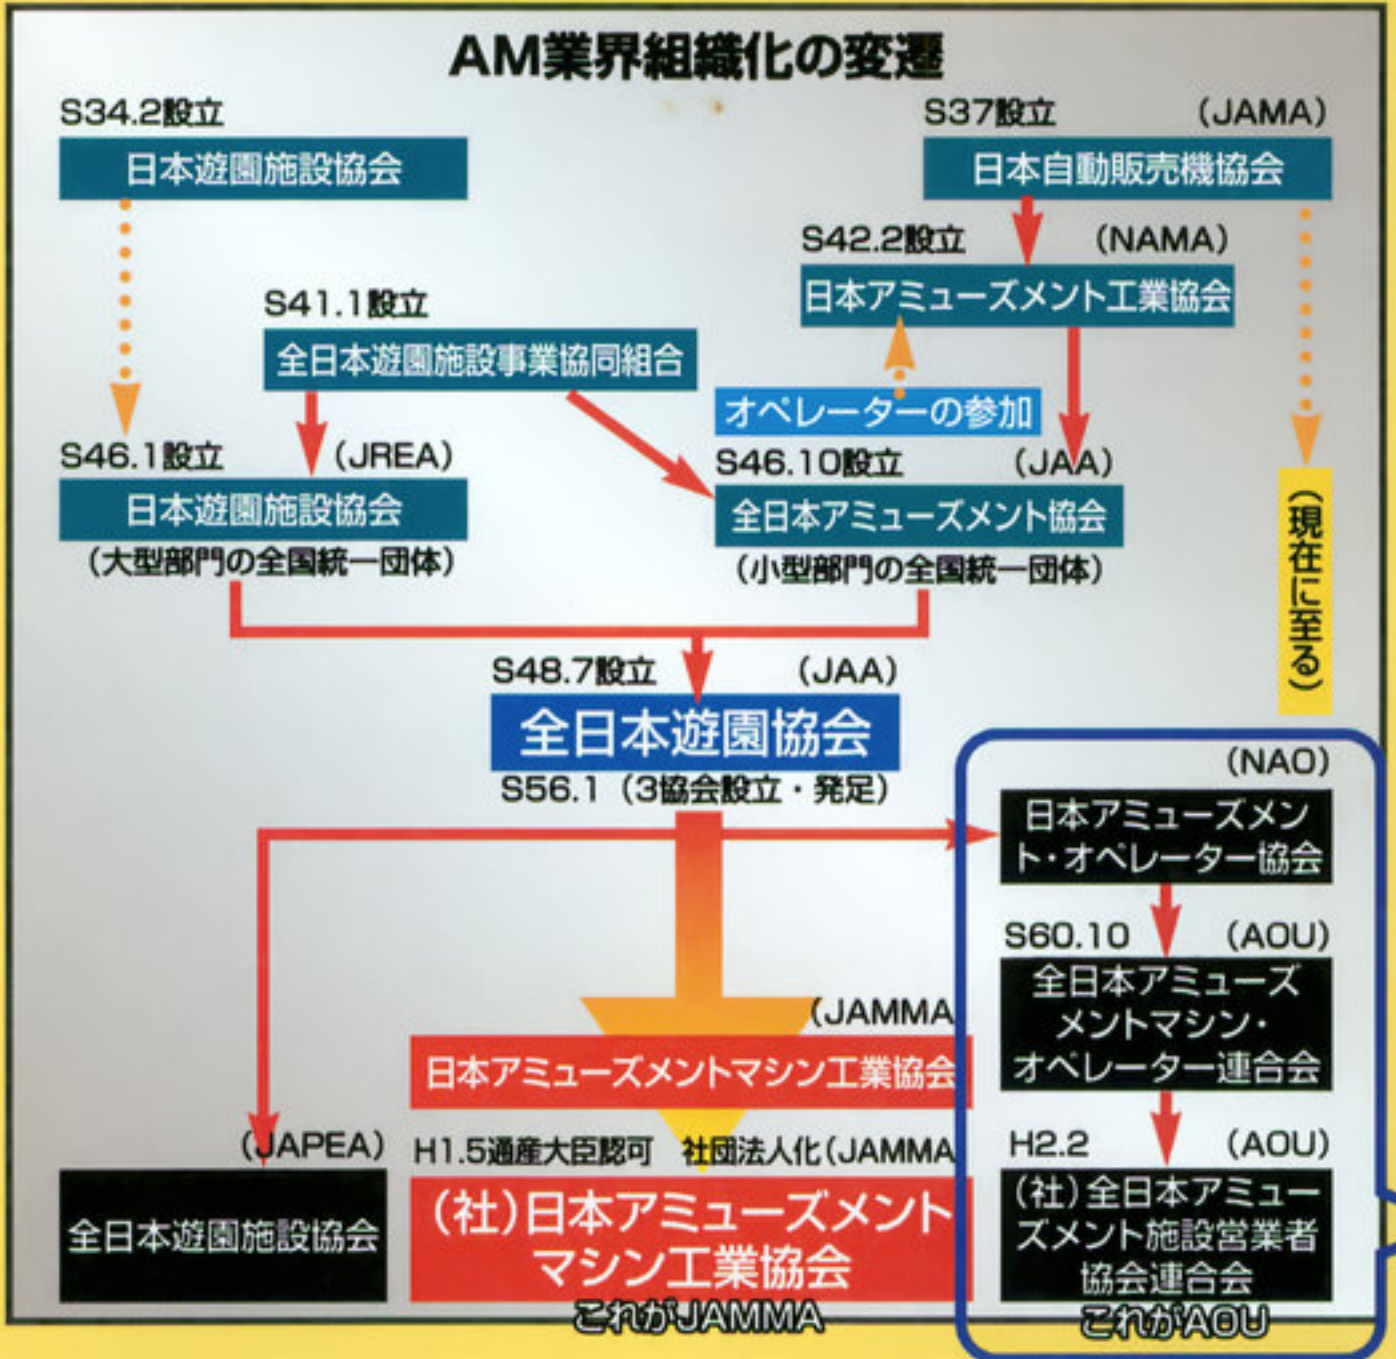 AM業界組織化の変遷
S34.2設立
日本遊園施設協会
S37設立 (JAMA)
日本自動販売機協会
S42.2設立 (NAMA)
日本アミューズメント工業協会
S41.1設立
全日本遊園施設事業協同組合
オペレーターの参加
S46.1設立 (JREA)
日本遊園施設協会
(大型部門の全国統一団体)
S46.10設立 (JAA)
全日本アミューズメント協会
(小型部門の全国統一団体)
(現在に至る)
S48.7設立 (JAA)
全日本遊園協会
S56.1 (3協会設立・発足)
(NAO)
日本アミューズメン
ト・オペレーター協会
S60.10 (AOU)
全日本アミューズ
メントマシン・
オペレーター連合会
(JAMMA
日本アミューズメントマシン工業協会
(JAPEA)
全日本遊園施設協会
H1.5通産大臣認可 社団法人化(JAMMA
(社)日本アミューズメント
マシン工業協会
これがJAMMA
H2.2 (AOU)
(社)全日本アミュー
ズメント施設営業者
協会連合会
これがAOU